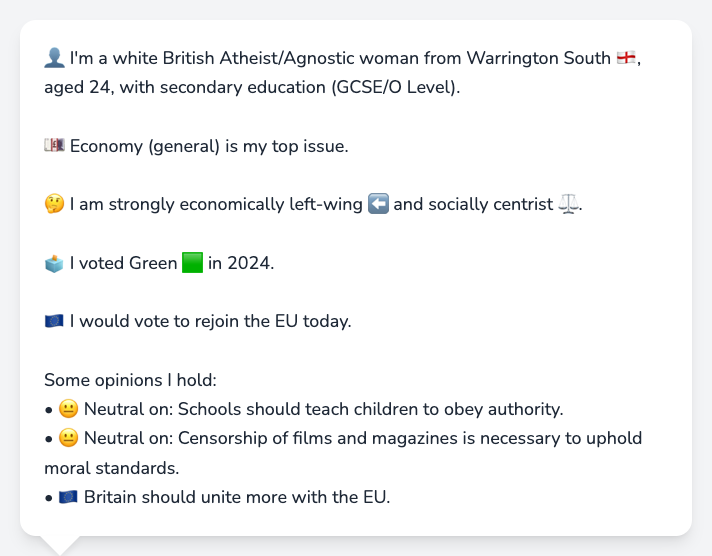 👤 I'm a white British Atheist/Agnostic woman from Warrington South 🏴󠁧󠁢󠁥󠁮󠁧󠁿,
aged 24, with secondary education (GCSE/O Level).
💷 Economy (general) is my top issue.
🤔 I am strongly economically left-wing ⬅️ and socially centrist ⚖️.
🗳️ I voted Green 🟩 in 2024.
🇪🇺 I would vote to rejoin the EU today.
Some opinions I hold:
• 😐 Neutral on: Schools should teach children to obey authority.
• 😐 Neutral on: Censorship of films and magazines is necessary to uphold
moral standards.
• 🇪🇺 Britain should unite more with the EU.